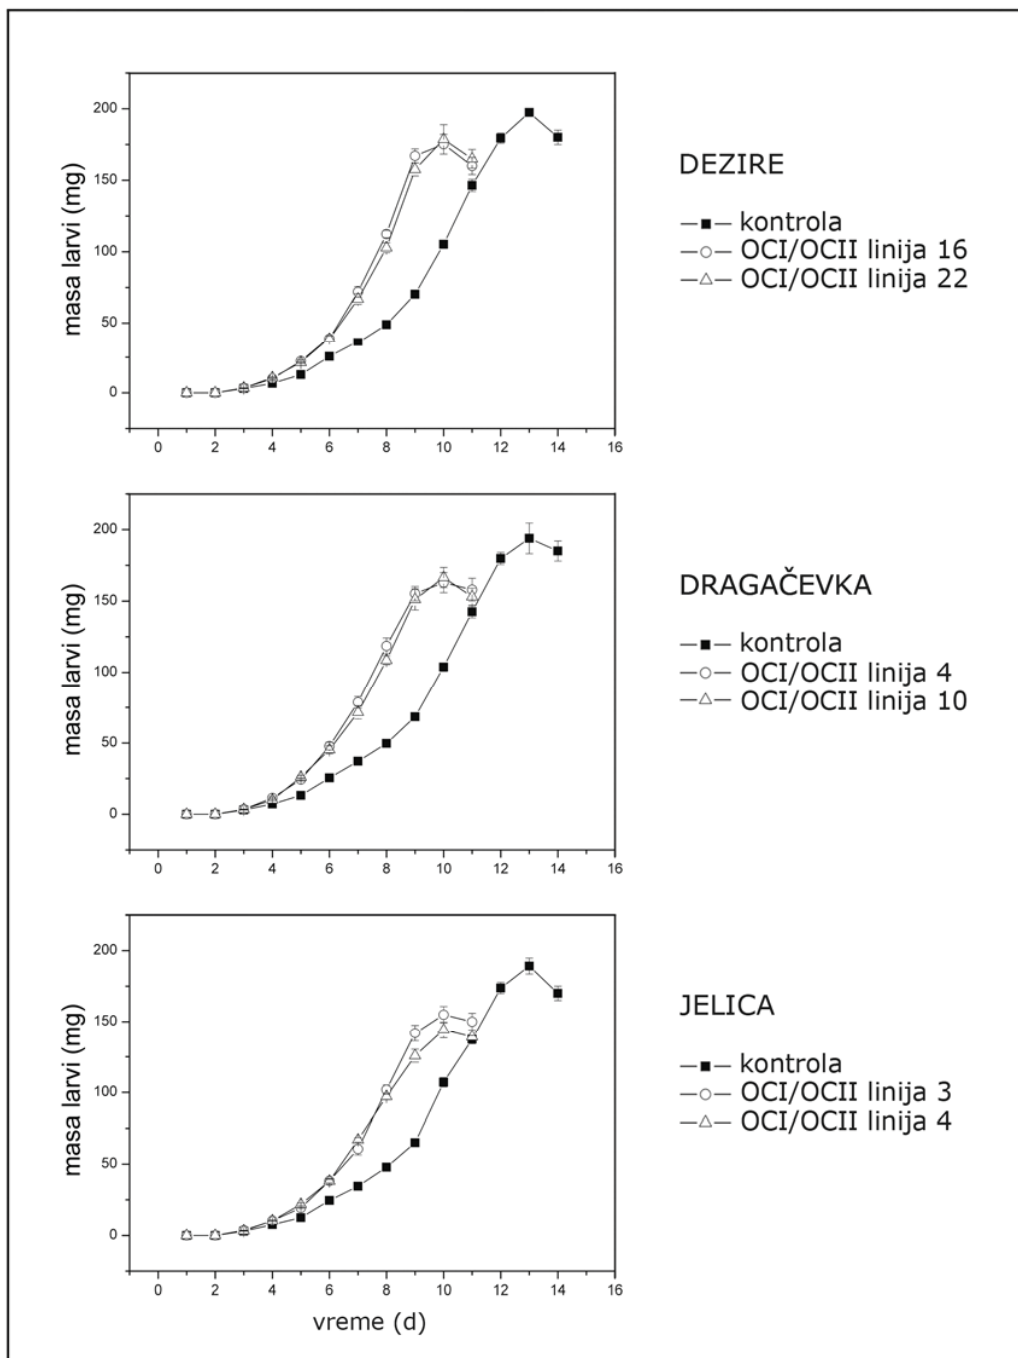 200
150
100
50
0
masa larvi (mg)
0 2 4 6 8 10 12 14 16
DEZIRE
kontrola
OCI/OCII linija 16
OCI/OCII linija 22
200
150
100
50
0
masa larvi (mg)
0 2 4 6 8 10 12 14 16
DRAGAČEVKA
kontrola
OCI/OCII linija 4
OCI/OCII linija 10
200
150
100
50
0
masa larvi (mg)
0 2 4 6 8 10 12 14 16
vreme (d)
JELICA
kontrola
OCI/OCII linija 3
OCI/OCII linija 4